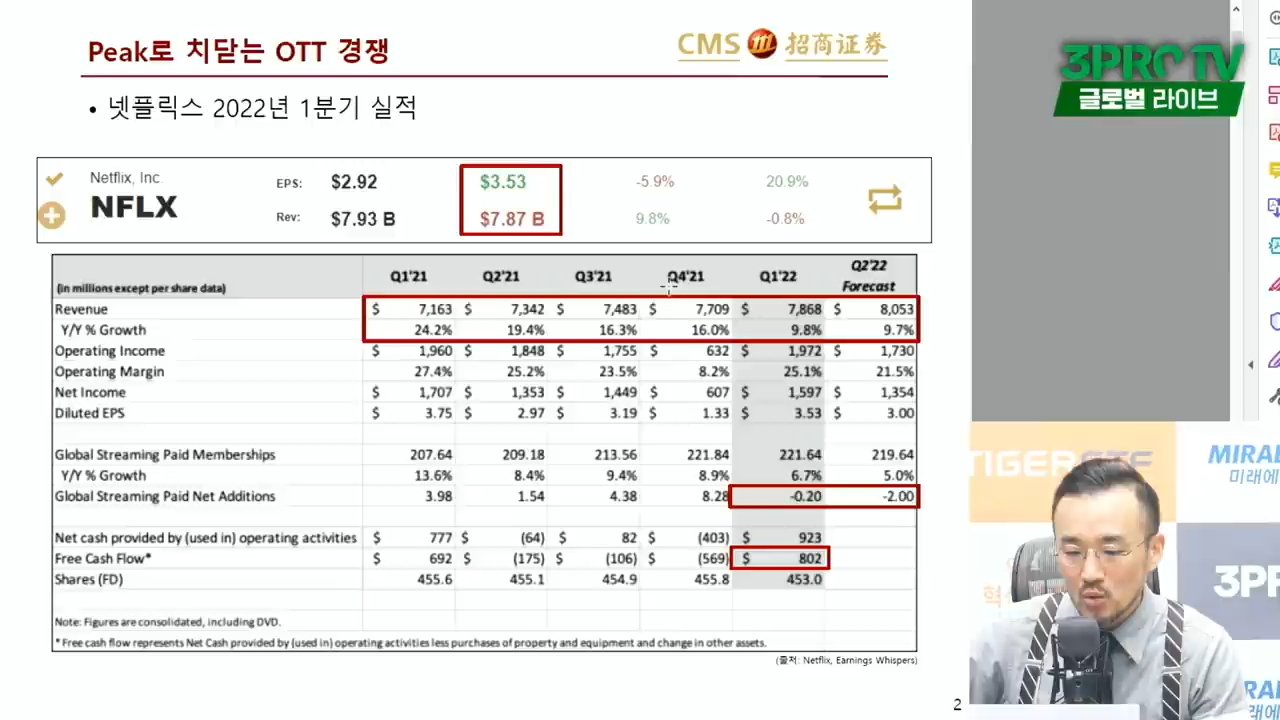 Peak로 치닫는 OTT 경쟁
CMS 招商证券
3PRO TV
글로벌 라이브
• 넷플릭스 2022년 1분기 실적
Netflix, Inc.
NFLX
EPS: $2.92 $3.53 -5.9% 20.9%
Rev: $7.93 B $7.87 B 9.8% -0.8%
(in millions except per share data) Q1'21 Q2'21 Q3'21 Q4'21 Q1'22 Q2'22 Forecast
Revenue $ 7,163 $ 7,342 $ 7,483 $ 7,709 $ 7,868 $ 8,053
Y/Y % Growth 24.2% 19.4% 16.3% 16.0% 9.8% 9.7%
Operating Income $ 1,960 $ 1,848 $ 1,755 $ 632 $ 1,972 $ 1,730
Operating Margin 27.4% 25.2% 23.5% 8.2% 25.1% 21.5%
Net Income $ 1,707 $ 1,353 $ 1,449 $ 607 $ 1,597 $ 1,354
Diluted EPS $ 3.75 $ 2.97 $ 3.19 $ 1.33 $ 3.53 $ 3.00
Global Streaming Paid Memberships 207.64 209.18 213.56 221.84 221.64 219.64
Y/Y % Growth 13.6% 8.4% 9.4% 8.9% 6.7% 5.0%
Global Streaming Paid Net Additions 3.98 1.54 4.38 8.28 -0.20 -2.00
Net cash provided by (used in) operating activities $ 777 $ (64) $ 82 $ (403) $ 923
Free Cash Flow* $ 692 $ (175) $ (106) $ (569) $ 802
Shares (FD) 455.6 455.1 454.9 455.8 453.0
Note: Figures are consolidated, including DVD.
* Free cash flow represents Net Cash provided by (used in) operating activities less purchases of property and equipment and change in other assets.
(출저: Netflix, Earnings Whispers)
2
TIGER ETF
MIRAE
미래에
혁
3PR
MIRAE
미래에